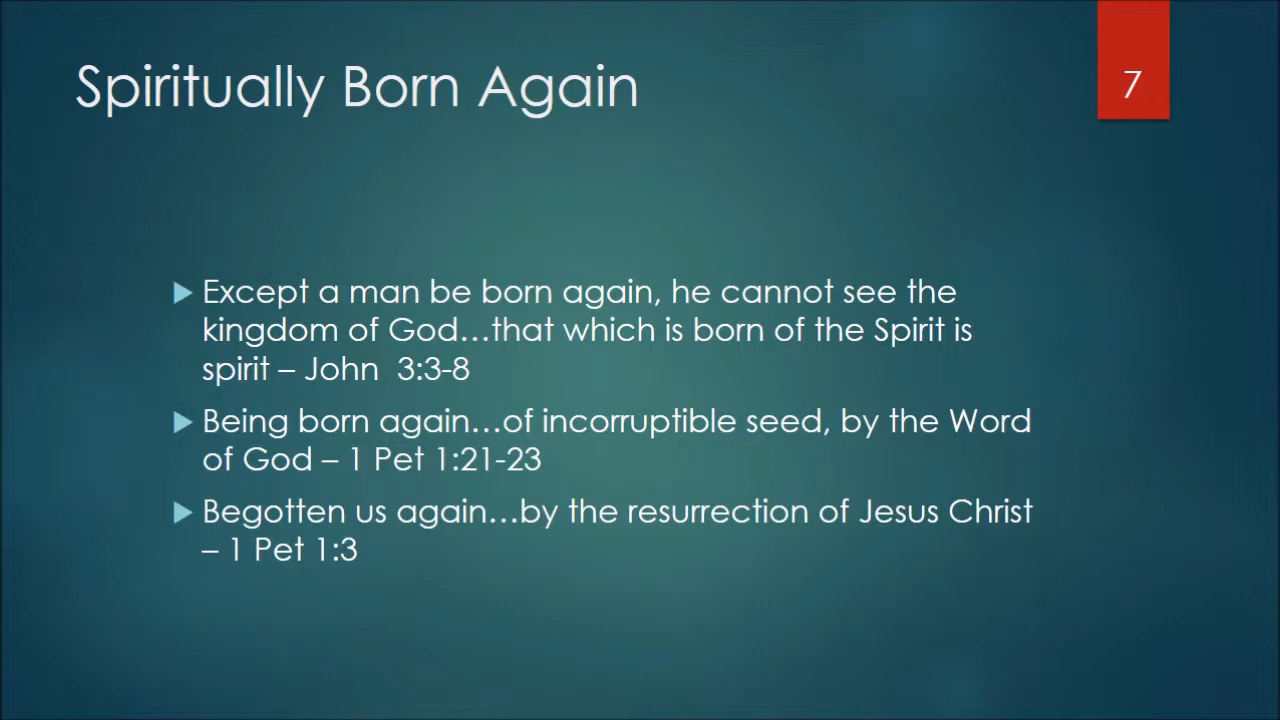 Spiritually Born Again
7
Except a man be born again, he cannot see the
kingdom of God…that which is born of the Spirit is
spirit – John  3:3-8
Being born again…of incorruptible seed, by the Word
of God – 1 Pet 1:21-23
Begotten us again…by the resurrection of Jesus Christ
– 1 Pet 1:3